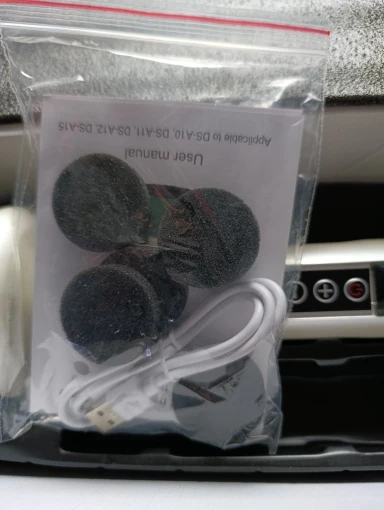 User manual
Applicable to DS-A10, DS-A11, DS-A12, DS-A15